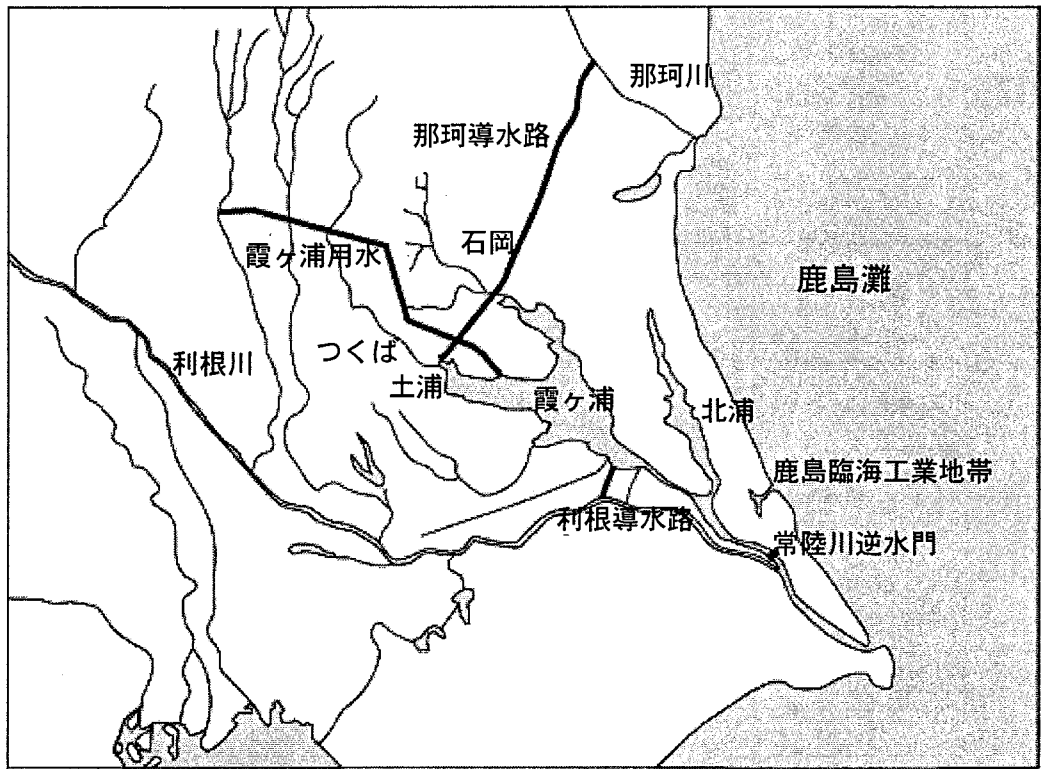 那珂川
那珂導水路
石岡
霞ヶ浦用水
鹿島灘
つくば
利根川
土浦
霞ヶ浦
北浦
鹿島臨海工業地帯
利根導水路
常陸川逆水門